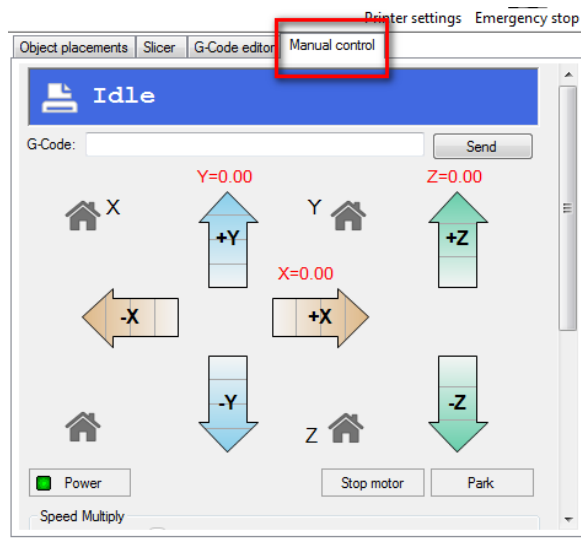 Printer settings Emergency stop
Object placements Slicer G-Code editor Manual control
Idle
G-Code: Send
Y=0.00 Z=0.00
X Y
+Y +Z
X=0.00
-X +X
-Y -Z
Z
Power Stop motor Park
Speed Multiply